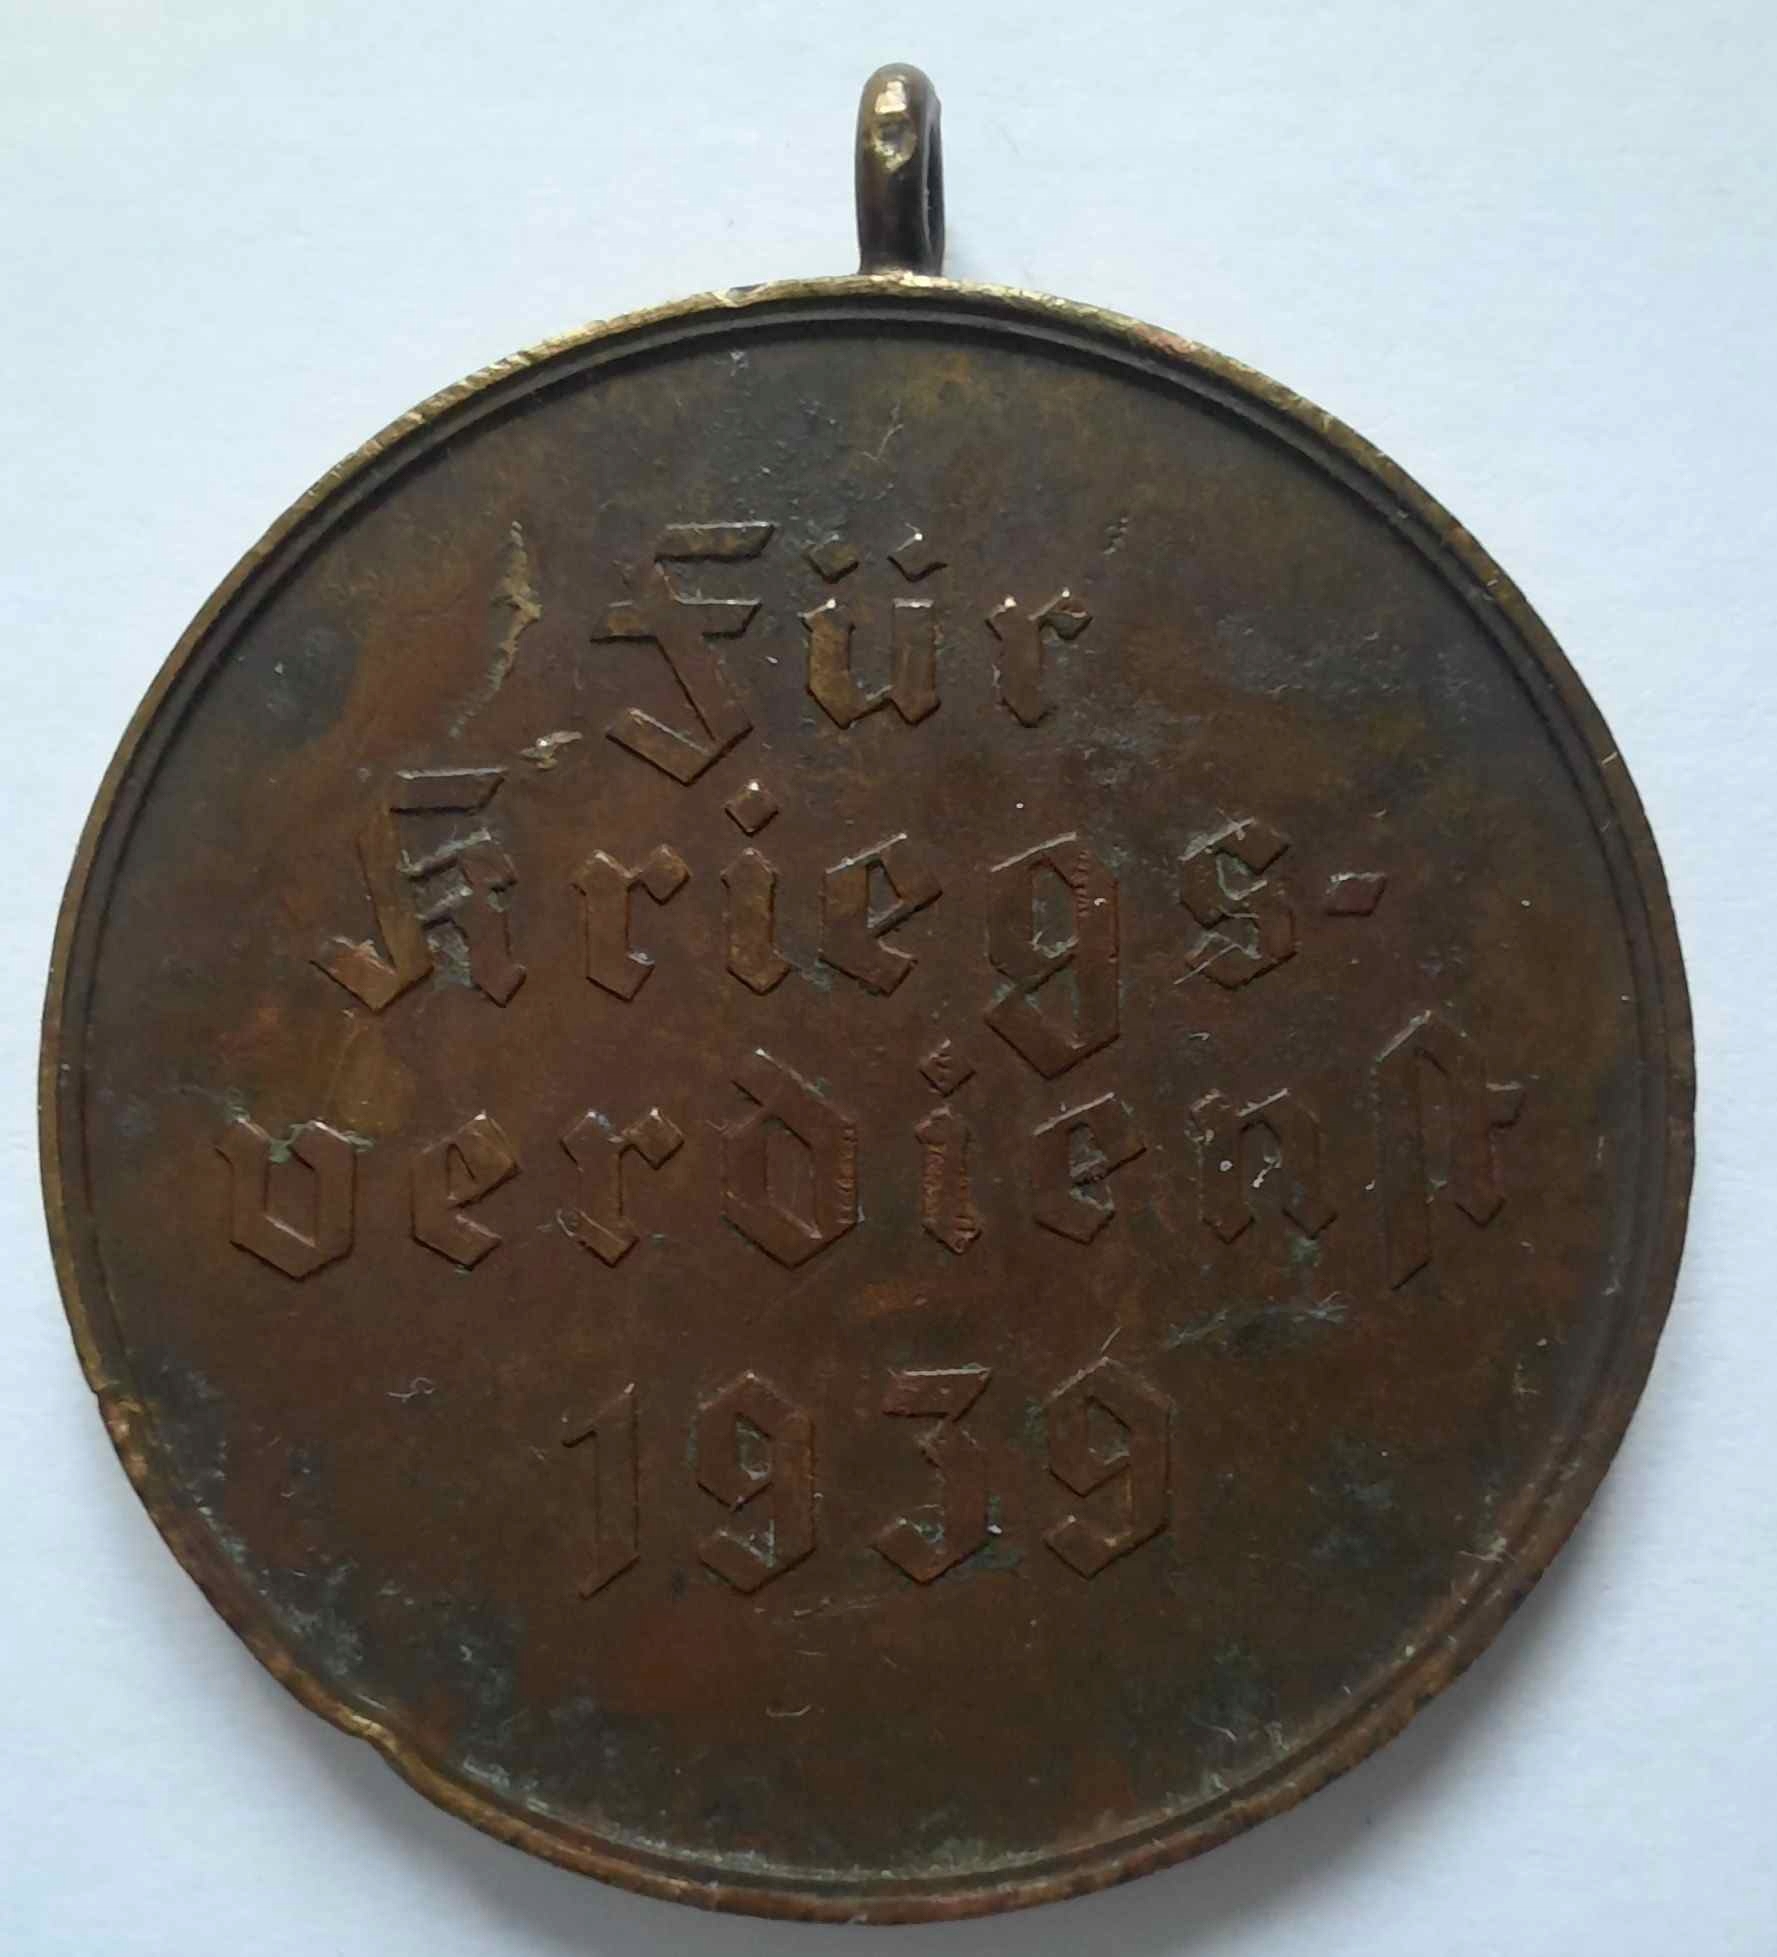 Für
Kriegs-
verdienst
1939